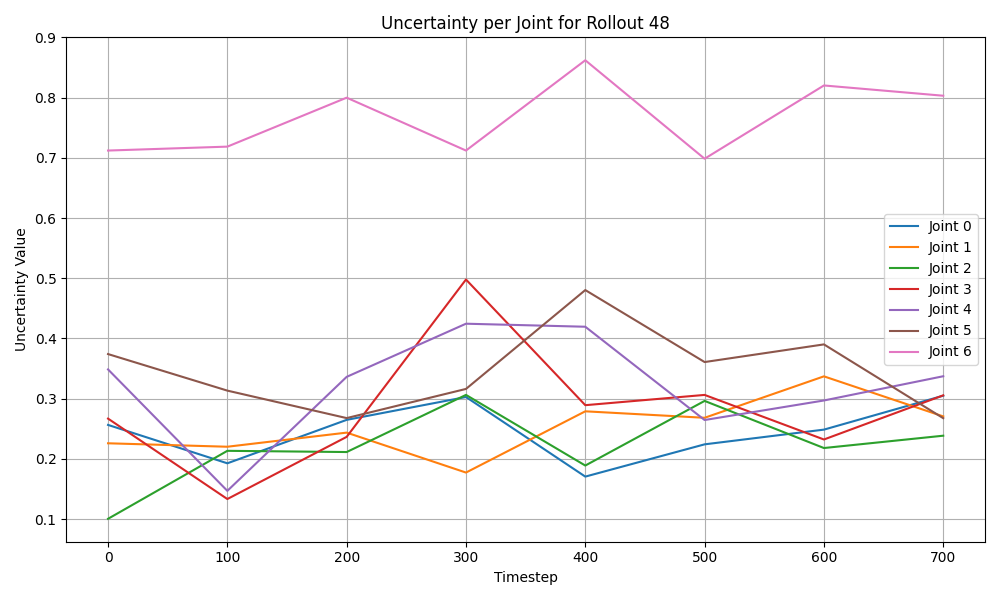 Uncertainty per Joint for Rollout 48
0.9
0.8
0.7
0.6
0.5
0.4
0.3
0.2
0.1
Uncertainty Value
Joint 0
Joint 1
Joint 2
Joint 3
Joint 4
Joint 5
Joint 6
0 100 200 300 400 500 600 700
Timestep